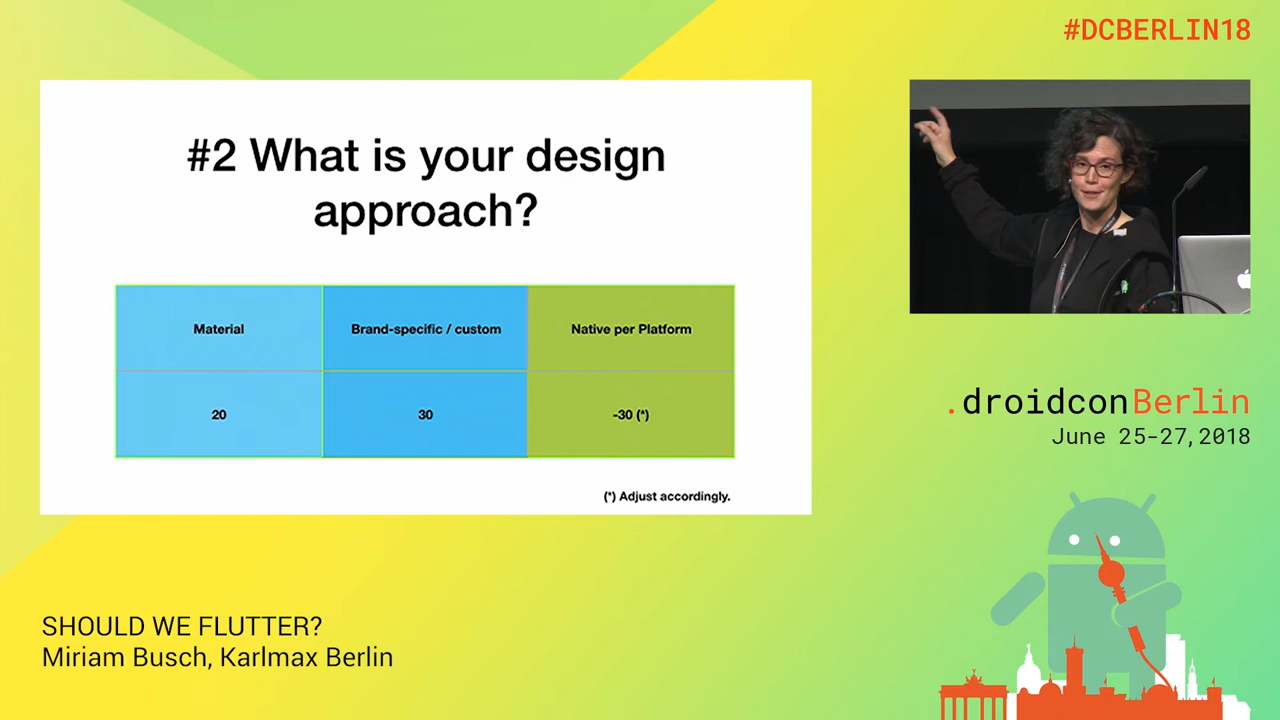 #DCBERLIN18
#2 What is your design
approach?
Material
Brand-specific / custom
Native per Platform
20
30
-30 (*)
(*) Adjust accordingly.
.droidconBerlin
June 25-27, 2018
SHOULD WE FLUTTER?
Miriam Busch, Karlmax Berlin